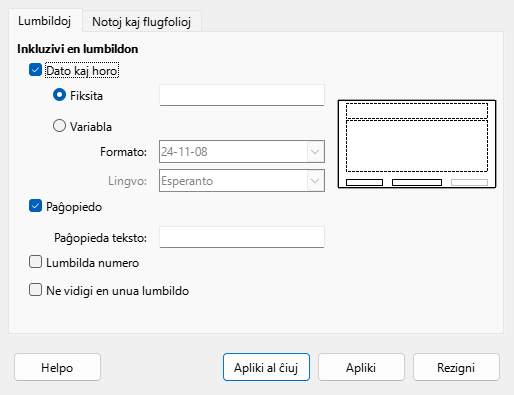 Lumbildoj
Notoj kaj flugfolioj
Inkluzivi en lumbildon
Dato kaj horo
Fiksita
Variabla
Formato: 24-11-08
Lingvo: Esperanto
Paĝopiedo
Paĝopieda teksto:
Lumbilda numero
Ne vidigi en unua lumbildo
Helpo
Apliki al ĉiuj
Apliki
Rezigni